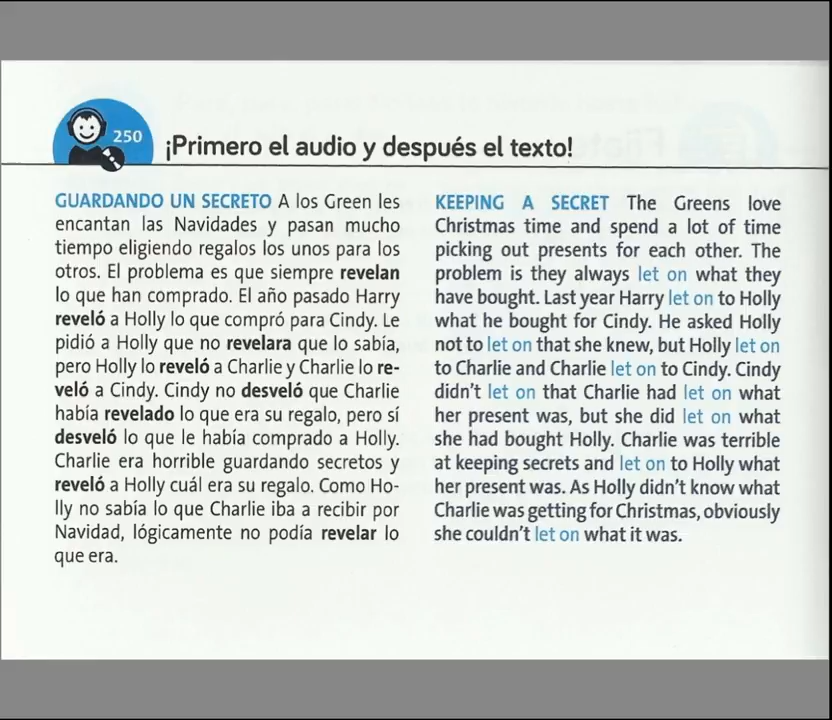 250
¡Primero el audio y después el texto!
GUARDANDO UN SECRETO A los Green les
encantan las Navidades y pasan mucho
tiempo eligiendo regalos los unos para los
otros. El problema es que siempre revelan
lo que han comprado. El año pasado Harry
reveló a Holly lo que compró para Cindy. Le
pidió a Holly que no revelara que lo sabía,
pero Holly lo reveló a Charlie y Charlie lo re-
veló a Cindy. Cindy no desveló que Charlie
había revelado lo que era su regalo, pero sí
desveló lo que le había comprado a Holly.
Charlie era horrible guardando secretos y
reveló a Holly cuál era su regalo. Como Ho-
lly no sabía lo que Charlie iba a recibir por
Navidad, lógicamente no podía revelar lo
que era.
KEEPING A SECRET The Greens love
Christmas time and spend a lot of time
picking out presents for each other. The
problem is they always let on what they
have bought. Last year Harry let on to Holly
what he bought for Cindy. He asked Holly
not to let on that she knew, but Holly let on
to Charlie and Charlie let on to Cindy. Cindy
didn't let on that Charlie had let on what
her present was, but she did let on what
she had bought Holly. Charlie was terrible
at keeping secrets and let on to Holly what
her present was. As Holly didn't know what
Charlie was getting for Christmas, obviously
she couldn't let on what it was.